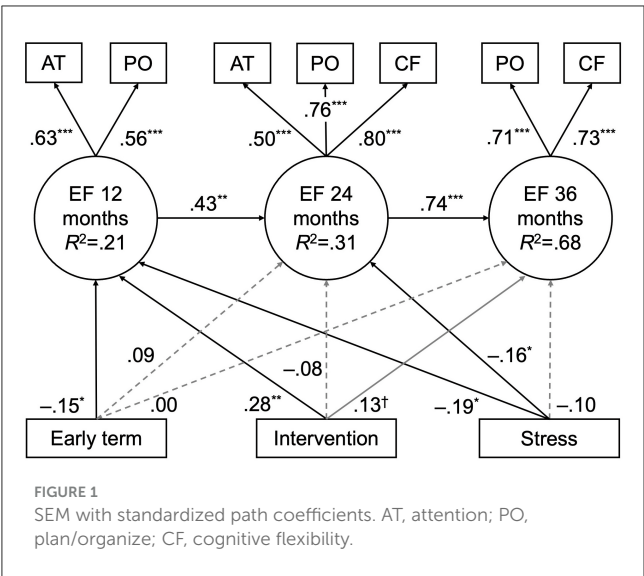 AT PO AT PO CF PO CF
.63*** .56*** .50*** .76*** .80*** .71*** .73***
EF 12
months
R²=.21
.43**
EF 24
months
R²=.31
.74***
EF 36
months
R²=.68
.09 –.08 –.16*
–.15* .00 .28** .13† –.19* –.10
Early term Intervention Stress
FIGURE 1
SEM with standardized path coefficients. AT, attention; PO,
plan/organize; CF, cognitive flexibility.